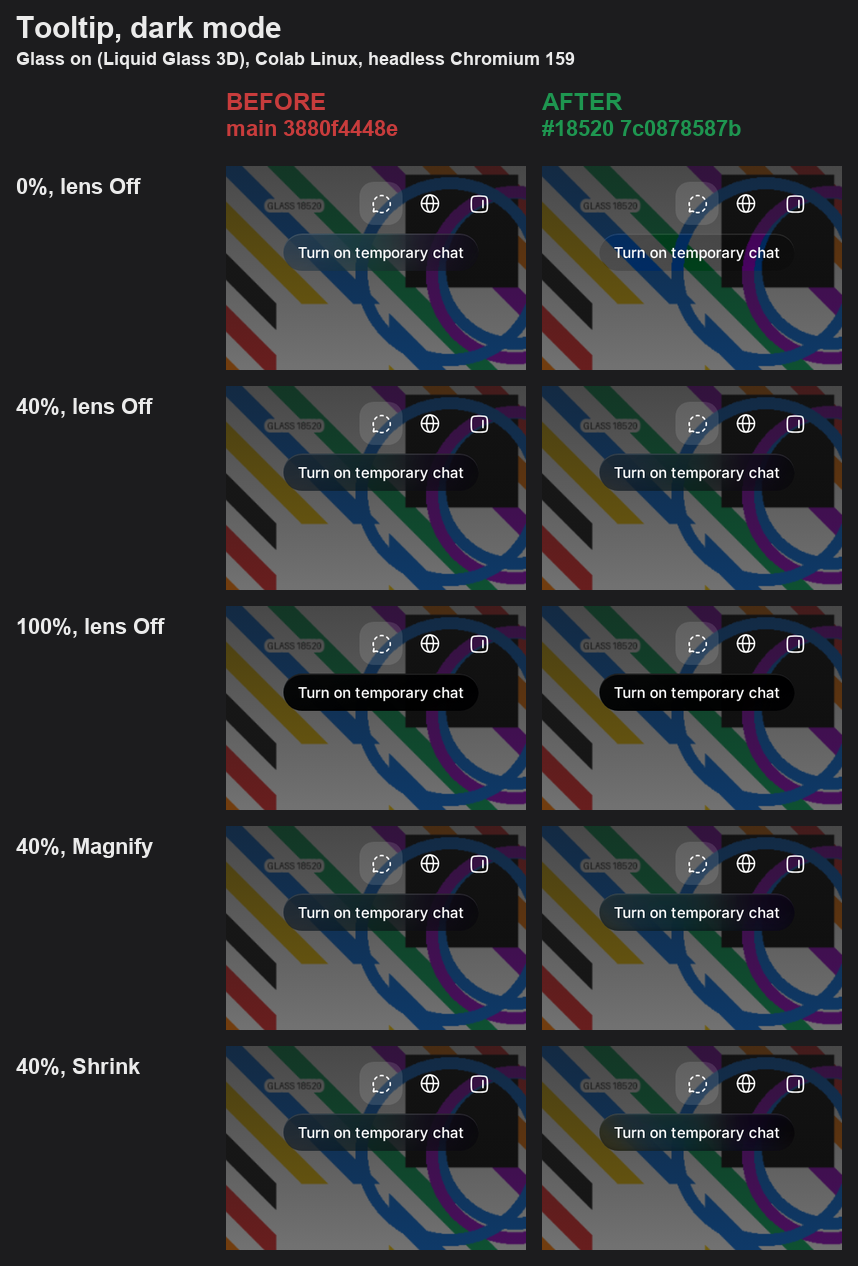 Tooltip, dark mode
Glass on (Liquid Glass 3D), Colab Linux, headless Chromium 159
BEFORE
main 3880f4448e
AFTER
#18520 7c0878587b
0%, lens Off
GLASS 18520
Turn on temporary chat
GLASS 18520
Turn on temporary chat
40%, lens Off
GLASS 18520
Turn on temporary chat
GLASS 18520
Turn on temporary chat
100%, lens Off
GLASS 18520
Turn on temporary chat
GLASS 18520
Turn on temporary chat
40%, Magnify
GLASS 18520
Turn on temporary chat
GLASS 18520
Turn on temporary chat
40%, Shrink
GLASS 18520
Turn on temporary chat
GLASS 18520
Turn on temporary chat